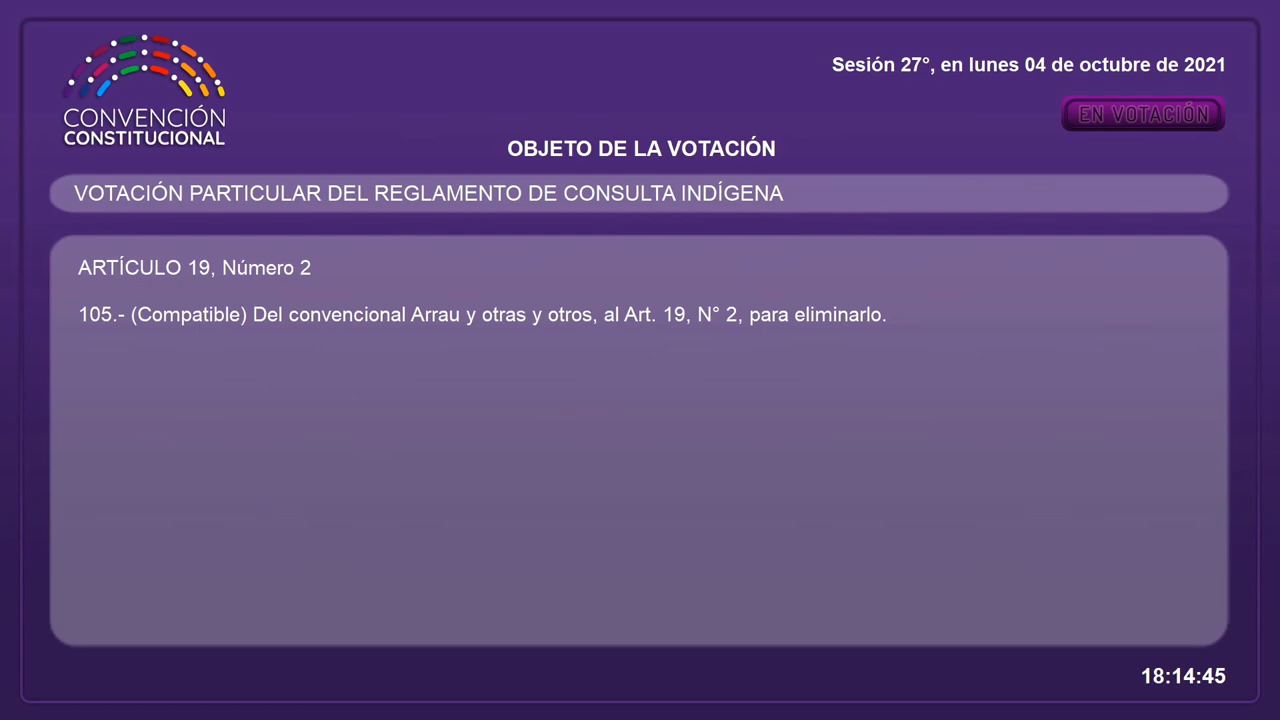 CONVENCIÓN
CONSTITUCIONAL
Sesión 27°, en lunes 04 de octubre de 2021
EN VOTACIÓN
OBJETO DE LA VOTACIÓN
VOTACIÓN PARTICULAR DEL REGLAMENTO DE CONSULTA INDÍGENA
ARTÍCULO 19, Número 2
105.- (Compatible) Del convencional Arrau y otras y otros, al Art. 19, N° 2, para eliminarlo.
18:14:45